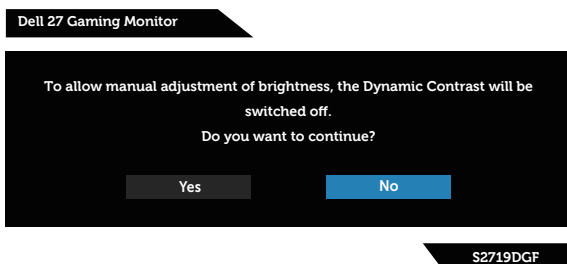 Dell 27 Gaming Monitor
To allow manual adjustment of brightness, the Dynamic Contrast will be
switched off.
Do you want to continue?
Yes
No
S2719DGF